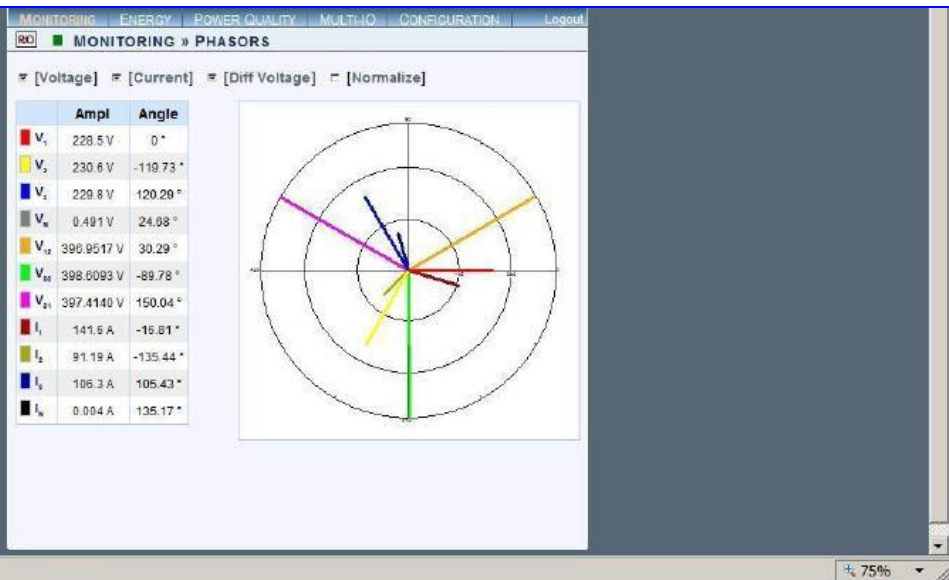 MONITORING ENERGY POWER QUALITY MULTI-IO CONFIGURATION Logout
RIO MONITORING » PHASORS
[Voltage] [Current] [Diff Voltage] [Normalize]
Ampl Angle
V₁ 228.5 V 0 °
V₂ 230.6 V -119.73 °
V₃ 229.8 V 120.29 °
V_N 0.491 V 24.68 °
V₁₂ 396.9517 V 30.29 °
398.6093 V -89.78 °
V₃₁ 397.4140 V 150.04 °
I₁ 141.6 A -16.81 °
I₂ 91.19 A -135.44 °
I₃ 106.3 A 105.43 °
I_N 0.004 A 135.17 °
75%